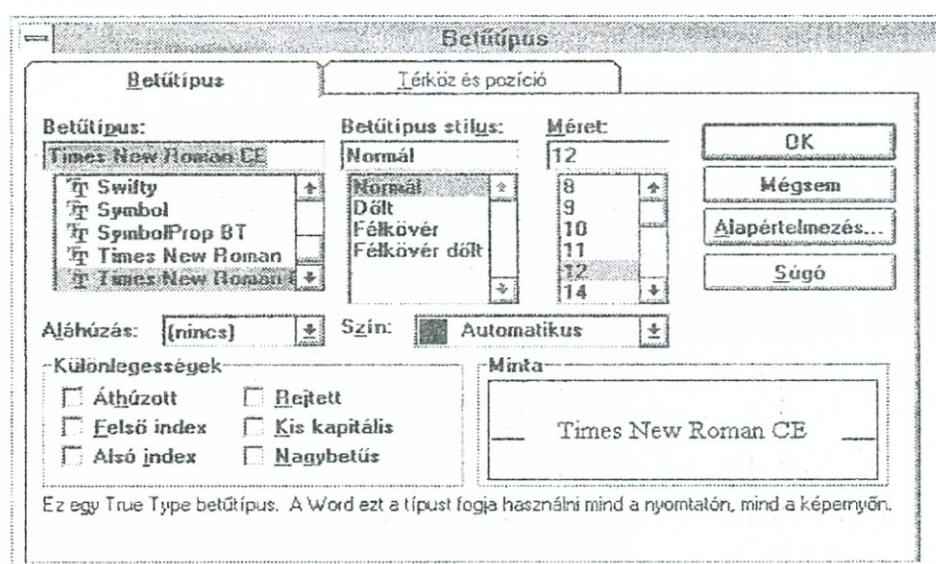 Betűtípus
Betűtípus Térköz és pozíció
Betűtípus: Betűtípus stílus: Méret:
Times New Roman CE Normál 12 OK
Swifty Normál 8 Mégsem
Symbol Dőlt 9
SymbolProp BT Félkövér 10 Alapértelmezés...
Times New Roman Félkövér dőlt 11
Times New Roman 12 Súgó
14
Aláhúzás: (nincs) Szín: Automatikus
Különlegességek Minta
Áthúzott Rejtett
Felső index Kis kapitális Times New Roman CE
Alsó index Nagybetűs
Ez egy True Type betűtípus. A Word ezt a típust fogja használni mind a nyomtatón, mind a képernyőn.